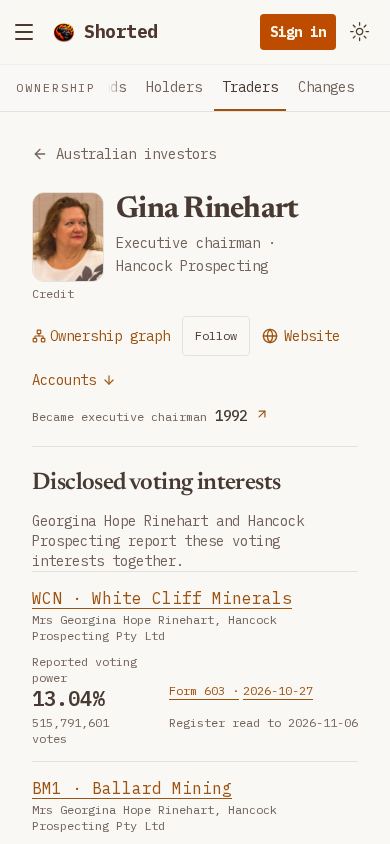 Shorted
Sign in
OWNERSHIP ds Holders Traders Changes
Australian investors
Gina Rinehart
Executive chairman ·
Hancock Prospecting
Credit
Ownership graph Follow Website
Accounts
Became executive chairman 1992
Disclosed voting interests
Georgina Hope Rinehart and Hancock
Prospecting report these voting
interests together.
WCN · White Cliff Minerals
Mrs Georgina Hope Rinehart, Hancock
Prospecting Pty Ltd
Reported voting
power
13.04%
515,791,601
votes
Form 603 · 2026-10-27
Register read to 2026-11-06
BM1 · Ballard Mining
Mrs Georgina Hope Rinehart, Hancock
Prospecting Pty Ltd